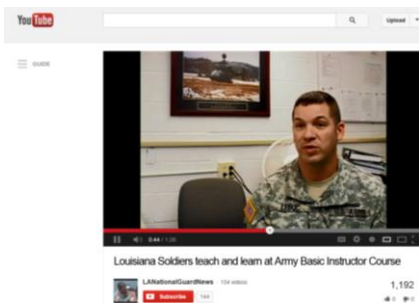 YouTube
Upload
GUIDE
0:44 / 1:26
Louisiana Soldiers teach and learn at Army Basic Instructor Course
LANationalGuardNews 104 videos
Subscribe 144
1,192